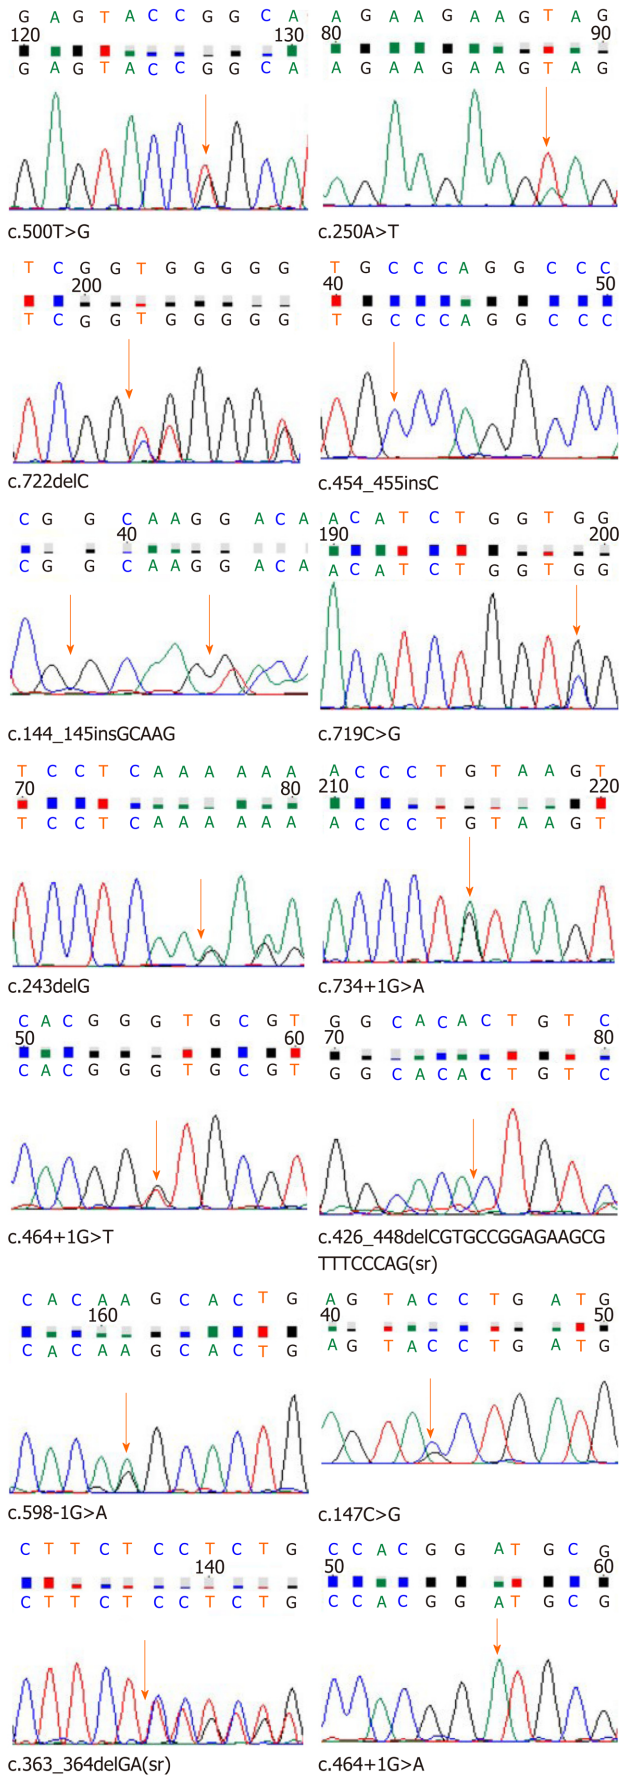 G A G T A C C G G C A
120 130
G A G T A C C G G C A
c.500T>G
A G A A G A A G T A G
80 90
A G A A G A A G T A G
c.250A>T
T C G G T G G G G G
200
T C G G T G G G G G
c.722delC
T G C C C A G G C C C
40 50
T G C C C A G G C C C
c.454_455insC
C G G C A A G G A C A
40
C G G C A A G G A C A
c.144_145insGCAAG
A C A T C T G G T G G
190 200
A C A T C T G G T G G
c.719C>G
T C C T C A A A A A A
70 80
T C C T C A A A A A A
c.243delG
A C C C T G T A A G T
210 220
A C C C T G T A A G T
c.734+1G>A
C A C G G G T G C G T
50 60
C A C G G G T G C G T
c.464+1G>T
G G C A C A C T G T C
70 80
G G C A C A C T G T C
c.426_448delCGTGCCGGAGAAGCG
TTTCCCAG(sr)
C A C A A G C A C T G
160
C A C A A G C A C T G
c.598-1G>A
A G T A C C T G A T G
40 50
A G T A C C T G A T G
c.147C>G
C T T C T C C T C T G
140
C T T C T C C T C T G
c.363_364delGA(sr)
C C A C G G A T G C G
50 60
C C A C G G A T G C G
c.464+1G>A